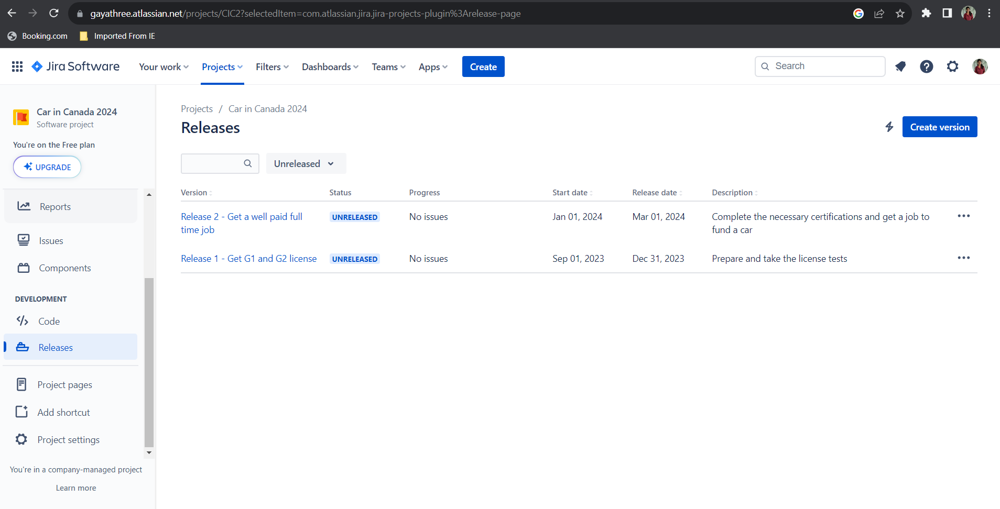 gayathree.atlassian.net/projects/CIC2?selectedItem=com.atlassian.jira.jira-projects-plugin%3Arelease-page
Booking.com Imported From IE
Jira Software Your work Projects Filters Dashboards Teams Apps Create Search
Car in Canada 2024
Software project
You're on the Free plan
UPGRADE
Reports
Issues
Components
DEVELOPMENT
Code
Releases
Project pages
Add shortcut
Project settings
You're in a company-managed project
Learn more
Projects / Car in Canada 2024
Releases
Create version
Unreleased
Version Status Progress Start date Release date Description
Release 2 - Get a well paid full time job UNRELEASED No issues Jan 01, 2024 Mar 01, 2024 Complete the necessary certifications and get a job to fund a car
Release 1 - Get G1 and G2 license UNRELEASED No issues Sep 01, 2023 Dec 31, 2023 Prepare and take the license tests